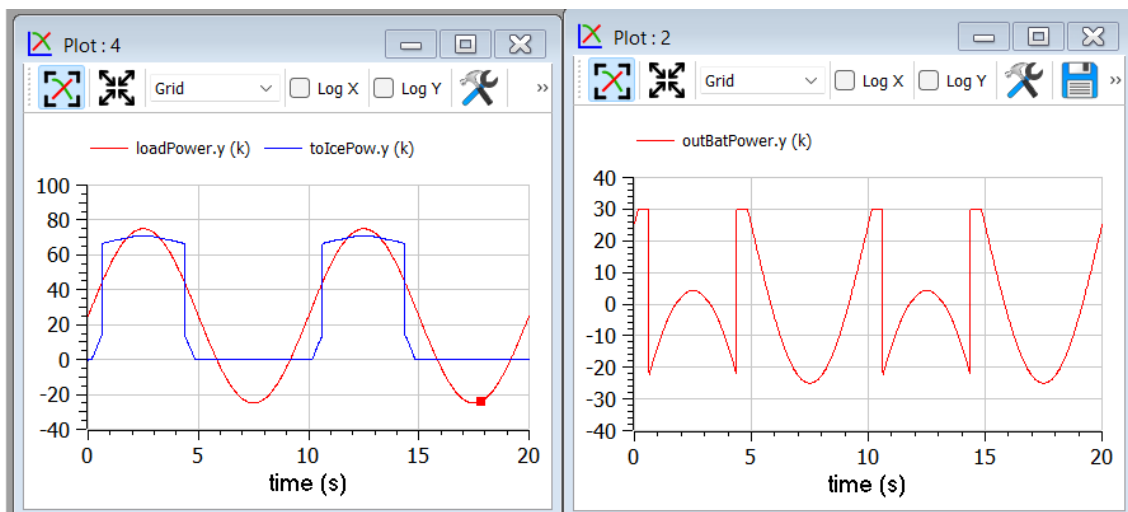 Plot : 4
Grid Log X Log Y »
loadPower.y (k) toIcePow.y (k)
100
80
60
40
20
0
-20
-40
0 5 10 15 20
time (s)
Plot : 2
Grid Log X Log Y »
outBatPower.y (k)
40
30
20
10
0
-10
-20
-30
-40
0 5 10 15 20
time (s)